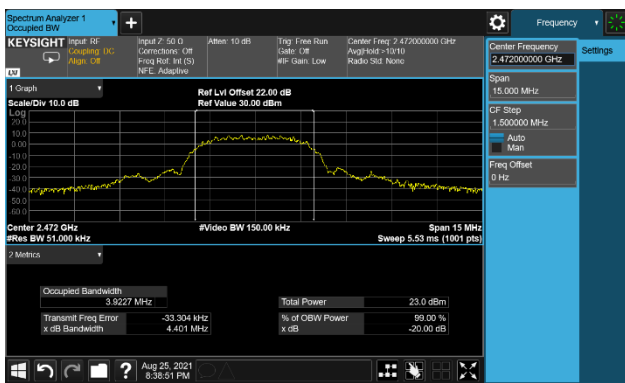 Spectrum Analyzer 1
Occupied BW
+
Frequency
KEYSIGHT
Input: RF
Coupling: DC
Align: Off
Input Z: 50 Ω
Corrections: Off
Freq Ref: Int (S)
NFE: Adaptive
Atten: 10 dB
Trig: Free Run
Gate: Off
#IF Gain: Low
Center Freq: 2.472000000 GHz
Avg|Hold:>10/10
Radio Std: None
LXI
Center Frequency
2.472000000 GHz
Settings
Span
15.000 MHz
CF Step
1.500000 MHz
Auto
Man
Freq Offset
0 Hz
1 Graph
Scale/Div 10.0 dB
Ref Lvl Offset 22.00 dB
Ref Value 30.00 dBm
Log
20.0
10.0
0.00
-10.0
-20.0
-30.0
-40.0
-50.0
-60.0
Center 2.472 GHz
#Res BW 51.000 kHz
#Video BW 150.00 kHz
Span 15 MHz
Sweep 5.53 ms (1001 pts)
2 Metrics
Occupied Bandwidth
3.9227 MHz
Total Power 23.0 dBm
Transmit Freq Error -33.304 kHz
% of OBW Power 99.00 %
x dB Bandwidth 4.401 MHz
x dB -20.00 dB
?
Aug 25, 2021
8:38:51 PM